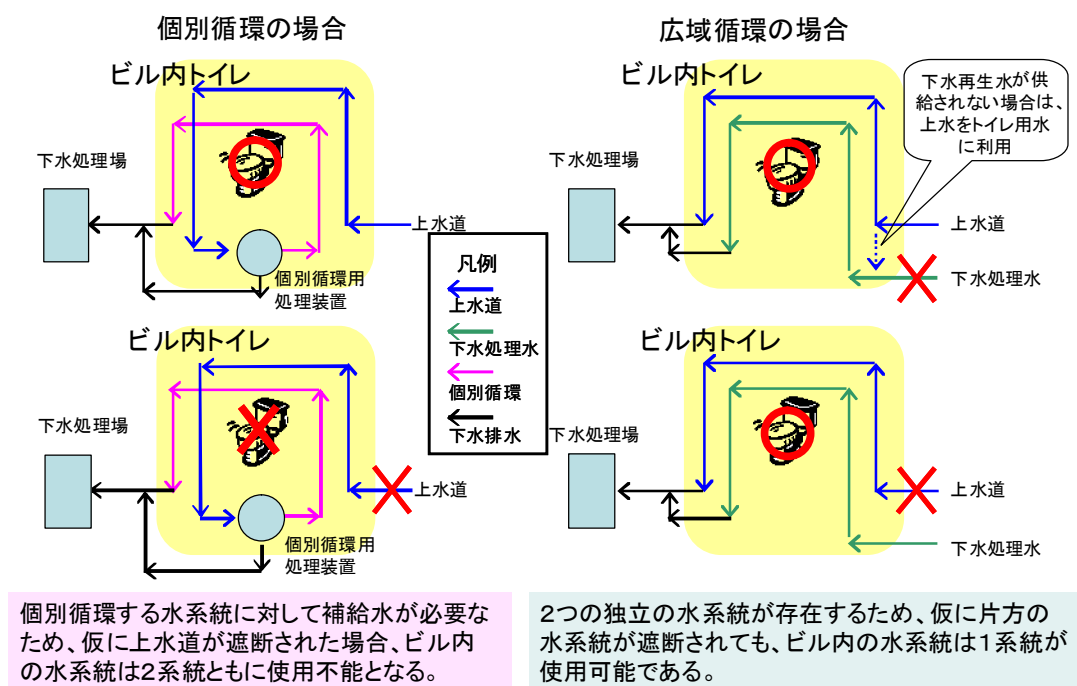 個別循環の場合
ビル内トイレ
下水処理場
上水道
個別循環用
処理装置
ビル内トイレ
下水処理場
上水道
個別循環用
処理装置
凡例
上水道
下水処理水
個別循環
下水排水
広域循環の場合
ビル内トイレ
下水再生水が供
給されない場合は、
上水をトイレ用水
に利用
下水処理場
上水道
下水処理水
ビル内トイレ
下水処理場
上水道
下水処理水
個別循環する水系統に対して補給水が必要な
ため、仮に上水道が遮断された場合、ビル内
の水系統は2系統ともに使用不能となる。
2つの独立の水系統が存在するため、仮に片方の
水系統が遮断されても、ビル内の水系統は1系統が
使用可能である。